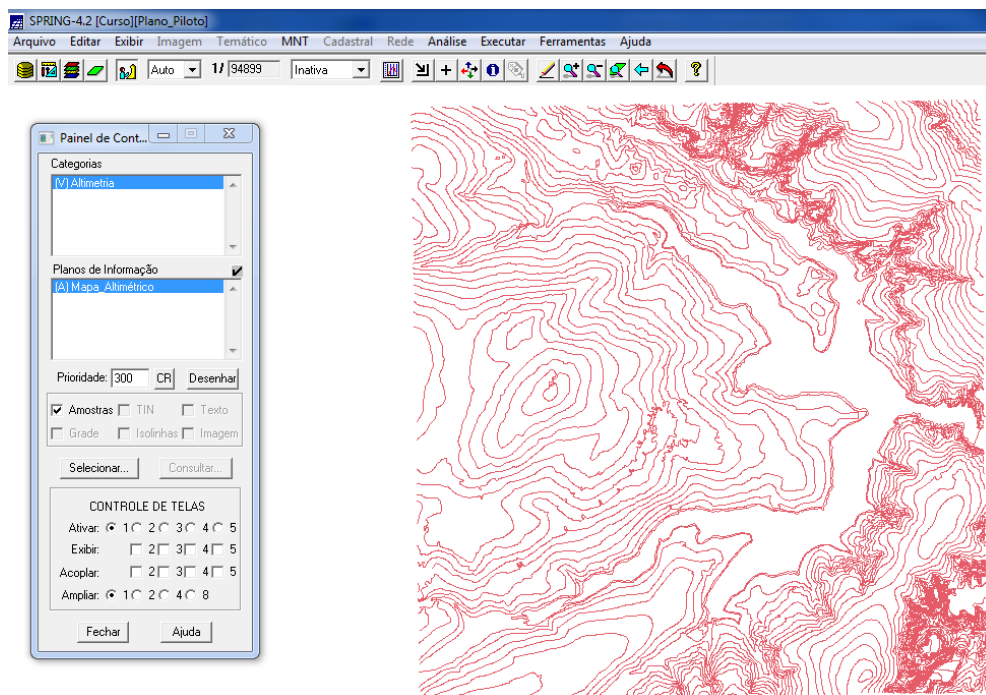 SPRING-4.2 [Curso][Plano_Piloto]
Arquivo Editar Exibir Imagem Temático MNT Cadastral Rede Análise Executar Ferramentas Ajuda
Auto 1/ 94899 Inativa
Painel de Cont...
Categorias
(V) Altimetria
Planos de Informação
(A) Mapa_Altimétrico
Prioridade: 300 CR Desenhar
Amostras TIN Texto
Grade Isolinhas Imagem
Selecionar... Consultar...
CONTROLE DE TELAS
Ativar: 1 2 3 4 5
Exibir: 2 3 4 5
Acoplar: 2 3 4 5
Ampliar: 1 2 4 8
Fechar Ajuda